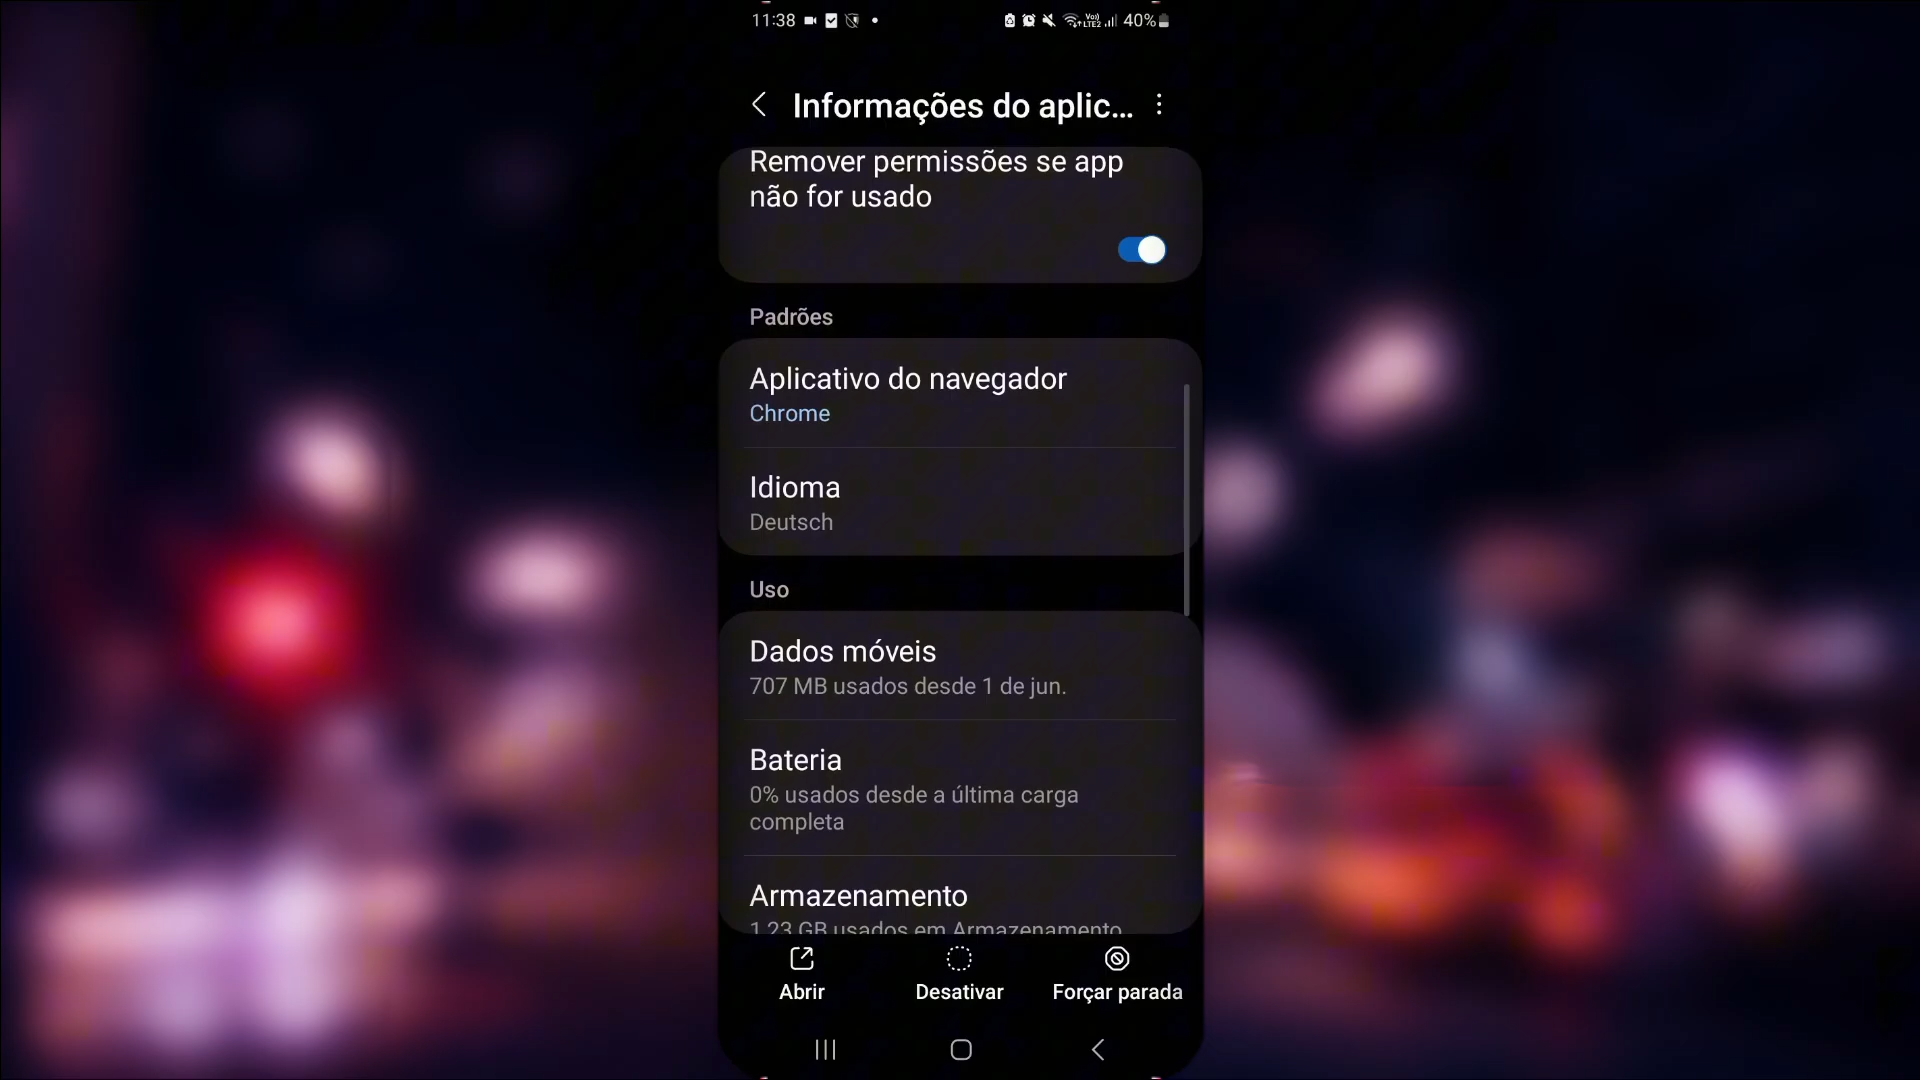 11:38
Vo)) LTE2 40%
Informações do aplic...
Remover permissões se app
não for usado
Padrões
Aplicativo do navegador
Chrome
Idioma
Deutsch
Uso
Dados móveis
707 MB usados desde 1 de jun.
Bateria
0% usados desde a última carga
completa
Armazenamento
1,23 GB usados em Armazenamento
Abrir
Desativar
Forçar parada